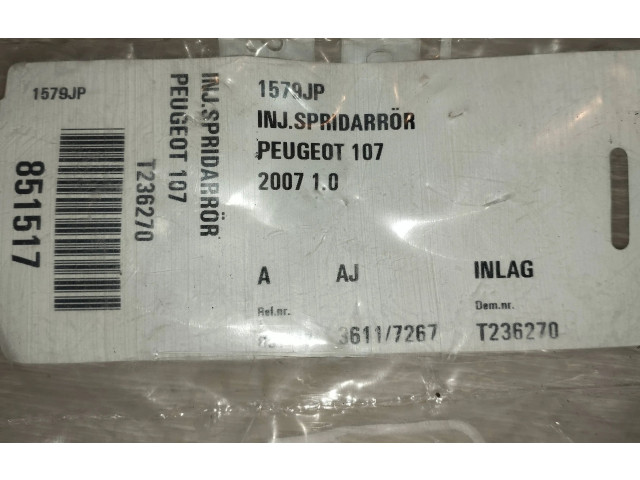 1579JP
851517
T236270
PEUGEOT 107
INJ.SPRIDARRÖR
1579JP
INJ.SPRIDARRÖR
PEUGEOT 107
2007 1.0
A AJ INLAG
Rel.nr. Dem.nr.
3611/7267 T236270